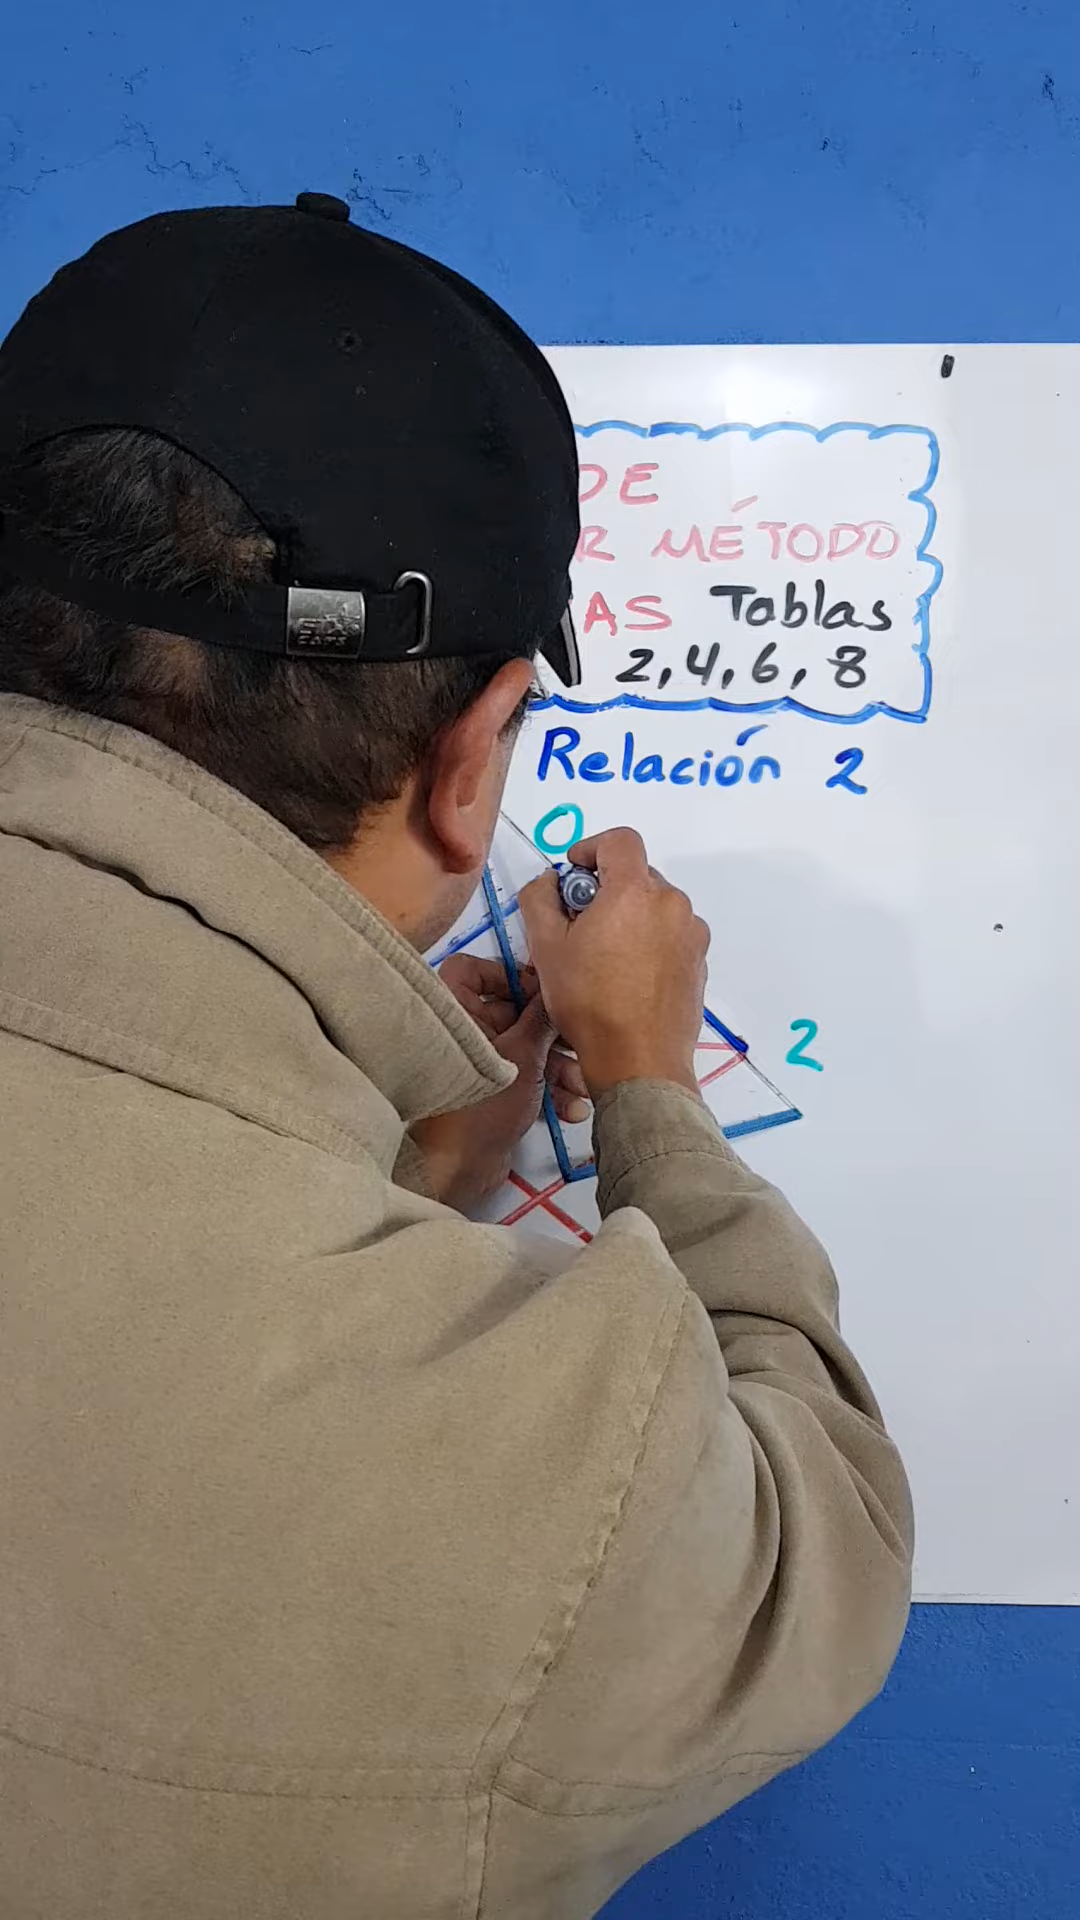 DE
R MÉTODO
AS Tablas
2, 4, 6, 8
Relación 2
0
2